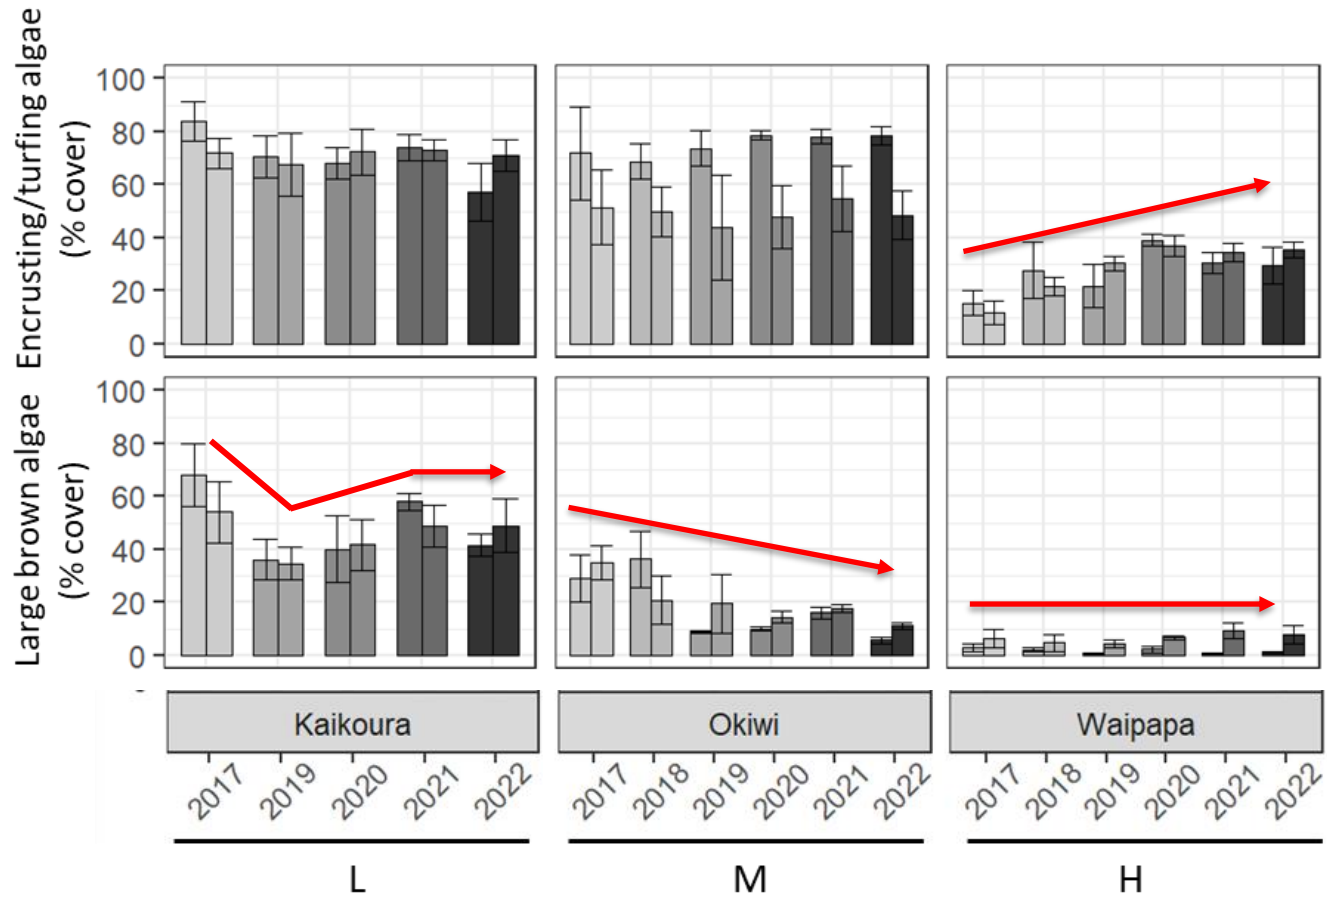 Encrusting/turfing algae
(% cover)
100
80
60
40
20
0
Large brown algae
(% cover)
100
80
60
40
20
0
Kaikoura
Okiwi
Waipapa
2017 2019 2020 2021 2022
2017 2018 2019 2020 2021 2022
2017 2018 2019 2020 2021 2022
L
M
H